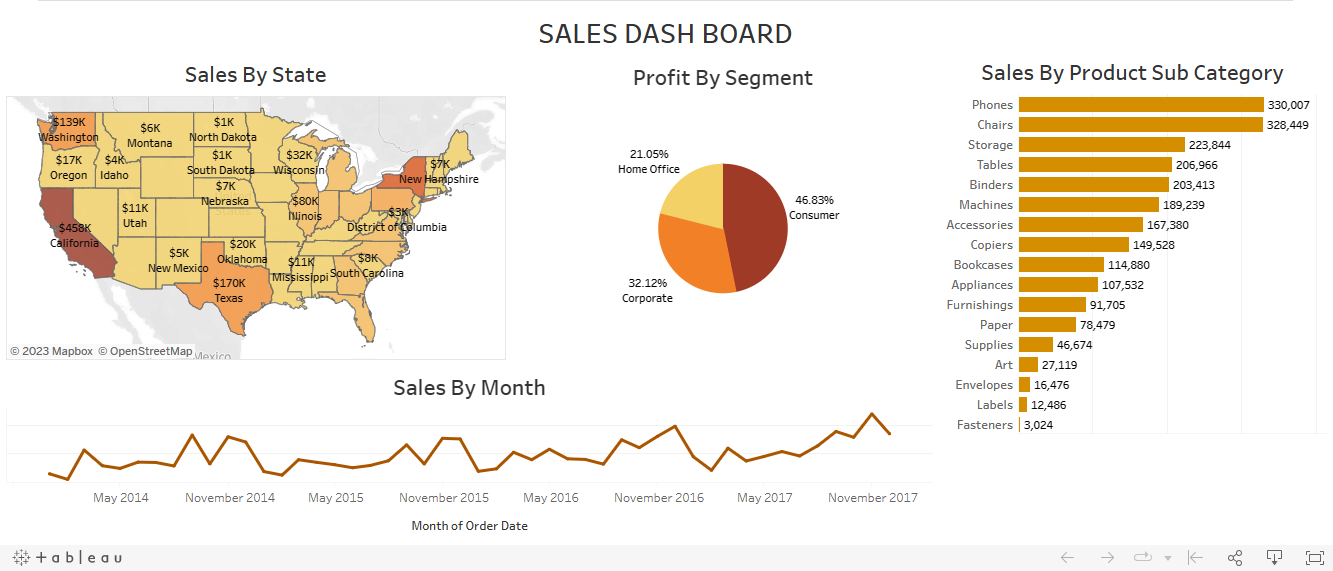 SALES DASH BOARD
Sales By State
$139K
Washington
$6K
Montana
$1K
North Dakota
$17K
Oregon
$4K
Idaho
$1K
South Dakota
$32K
Wisconsin
$7K
New Hampshire
$7K
Nebraska
$11K
Utah
$80K
Illinois
$3K
District of Columbia
$458K
California
$5K
New Mexico
$20K
Oklahoma
$11K
Mississippi
$8K
South Carolina
$170K
Texas
© 2023 Mapbox © OpenStreetMap
Mexico
Profit By Segment
21.05%
Home Office
46.83%
Consumer
32.12%
Corporate
Sales By Product Sub Category
Phones 330,007
Chairs 328,449
Storage 223,844
Tables 206,966
Binders 203,413
Machines 189,239
Accessories 167,380
Copiers 149,528
Bookcases 114,880
Appliances 107,532
Furnishings 91,705
Paper 78,479
Supplies 46,674
Art 27,119
Envelopes 16,476
Labels 12,486
Fasteners 3,024
Sales By Month
May 2014 November 2014 May 2015 November 2015 May 2016 November 2016 May 2017 November 2017
Month of Order Date
+ a b | e a u